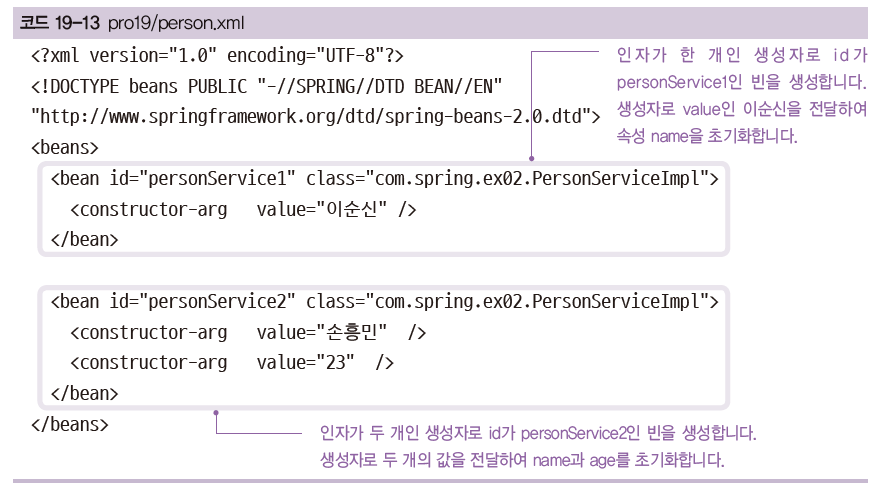 코드 19-13 pro19/person.xml
<?xml version="1.0" encoding="UTF-8"?>
<!DOCTYPE beans PUBLIC "-//SPRING//DTD BEAN//EN"
"http://www.springframework.org/dtd/spring-beans-2.0.dtd">
<beans>
인자가 한 개인 생성자로 id가
personService1인 빈을 생성합니다.
생성자로 value인 이순신을 전달하여
속성 name을 초기화합니다.
<bean id="personService1" class="com.spring.ex02.PersonServiceImpl">
<constructor-arg value="이순신" />
</bean>
<bean id="personService2" class="com.spring.ex02.PersonServiceImpl">
<constructor-arg value="손흥민" />
<constructor-arg value="23" />
</bean>
</beans>
인자가 두 개인 생성자로 id가 personService2인 빈을 생성합니다.
생성자로 두 개의 값을 전달하여 name과 age를 초기화합니다.